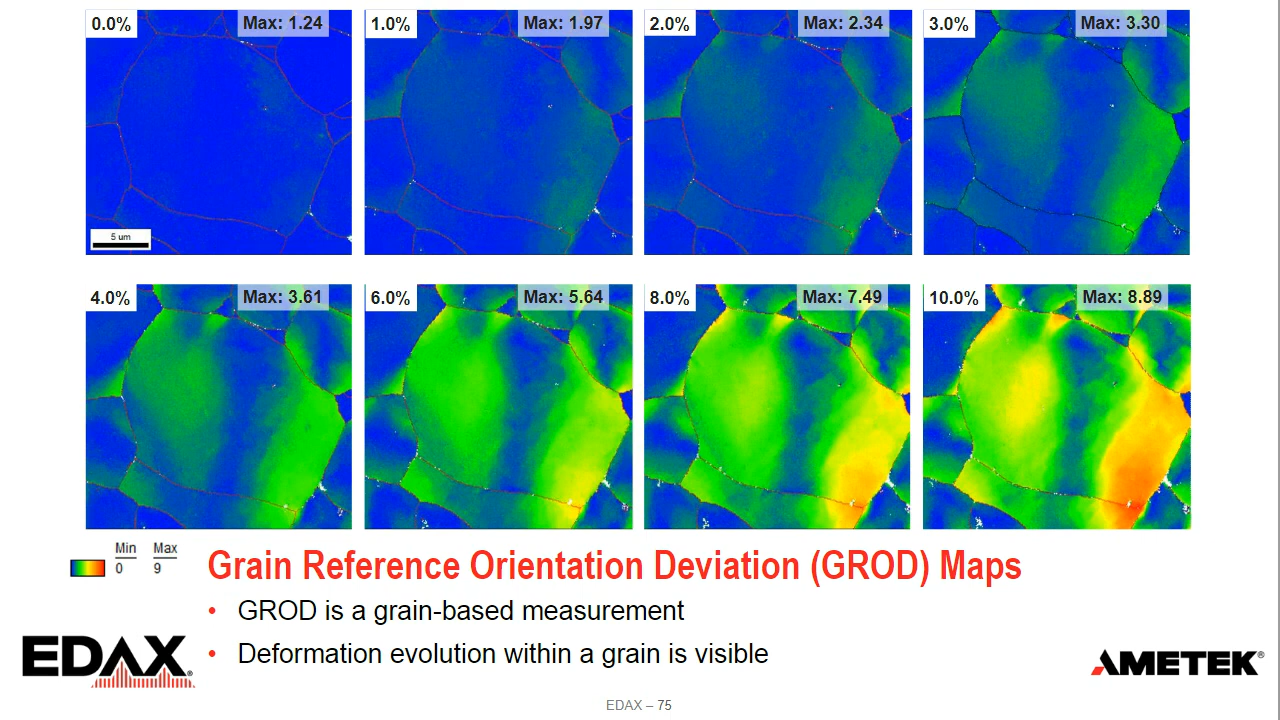 0.0%
Max: 1.24
1.0%
Max: 1.97
2.0%
Max: 2.34
3.0%
Max: 3.30
5 um
4.0%
Max: 3.61
6.0%
Max: 5.64
8.0%
Max: 7.49
10.0%
Max: 8.89
Min Max
0 9
Grain Reference Orientation Deviation (GROD) Maps
• GROD is a grain-based measurement
• Deformation evolution within a grain is visible
EDAX®
AMETEK®
EDAX – 75